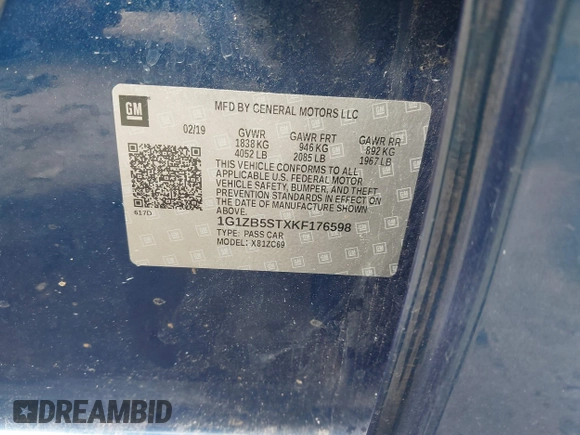 GM
MFD BY GENERAL MOTORS LLC
02/19 GVWR GAWR FRT GAWR RR
1838 KG 946 KG 892 KG
4052 LB 2085 LB 1967 LB
THIS VEHICLE CONFORMS TO ALL
APPLICABLE U.S. FEDERAL MOTOR
VEHICLE SAFETY, BUMPER, AND THEFT
PREVENTION STANDARDS IN EFFECT ON
THE DATE OF MANUFACTURE SHOWN
ABOVE.
617D
1G1ZB5STXKF176598
TYPE: PASS CAR
MODEL: X81ZC69
DREAMBID